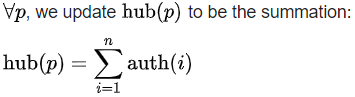 ∀p, we update hub(p) to be the summation:
hub(p) = ∑_{i=1}^{n} auth(i)